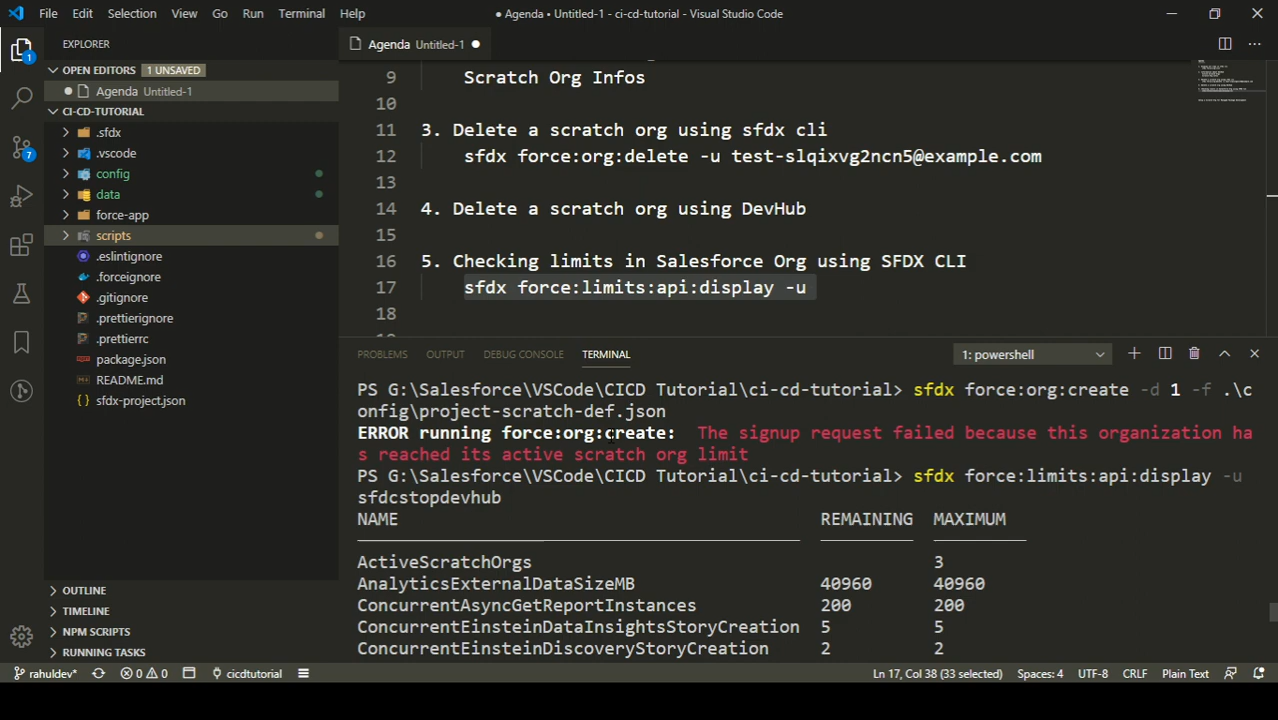 File Edit Selection View Go Run Terminal Help
● Agenda • Untitled-1 - ci-cd-tutorial - Visual Studio Code
EXPLORER
OPEN EDITORS 1 UNSAVED
Agenda Untitled-1
CI-CD-TUTORIAL
.sfdx
.vscode
config
data
force-app
scripts
.eslintignore
.forceignore
.gitignore
.prettierignore
.prettierrc
package.json
README.md
sfdx-project.json
OUTLINE
TIMELINE
NPM SCRIPTS
RUNNING TASKS
1
7
Agenda Untitled-1 ●
9 Scratch Org Infos
10
11 3. Delete a scratch org using sfdx cli
12 sfdx force:org:delete -u test-slqixvg2ncn5@example.com
13
14 4. Delete a scratch org using DevHub
15
16 5. Checking limits in Salesforce Org using SFDX CLI
17 sfdx force:limits:api:display -u
18
PROBLEMS OUTPUT DEBUG CONSOLE TERMINAL 1: powershell
PS G:\Salesforce\VSCode\CICD Tutorial\ci-cd-tutorial> sfdx force:org:create -d 1 -f .\c
onfig\project-scratch-def.json
ERROR running force:org:create: The signup request failed because this organization ha
s reached its active scratch org limit
PS G:\Salesforce\VSCode\CICD Tutorial\ci-cd-tutorial> sfdx force:limits:api:display -u
sfdcstopdevhub
NAME REMAINING MAXIMUM
ActiveScratchOrgs 3
AnalyticsExternalDataSizeMB 40960 40960
ConcurrentAsyncGetReportInstances 200 200
ConcurrentEinsteinDataInsightsStoryCreation 5 5
ConcurrentEinsteinDiscoveryStoryCreation 2 2
rahuldev* 0 0 cicdtutorial Ln 17, Col 38 (33 selected) Spaces: 4 UTF-8 CRLF Plain Text